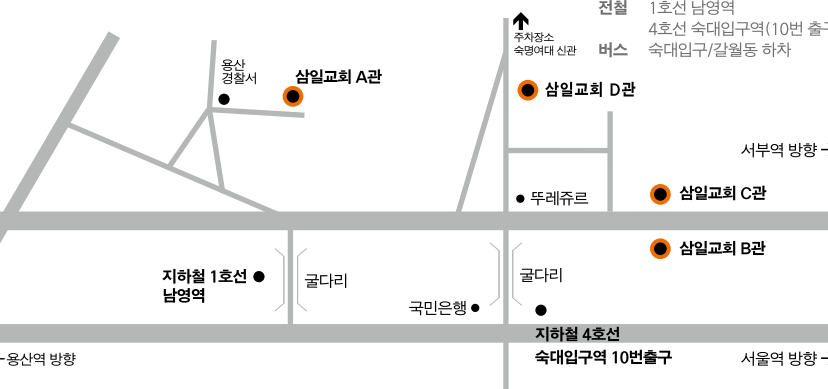 전철 1호선 남영역
4호선 숙대입구역(10번 출구
버스 숙대입구/갈월동 하차
주차장소
숙명여대 신관
용산
경찰서
삼일교회 A관
삼일교회 D관
서부역 방향
뚜레쥬르
삼일교회 C관
삼일교회 B관
지하철 1호선
남영역
굴다리
굴다리
국민은행
지하철 4호선
숙대입구역 10번출구
용산역 방향
서울역 방향